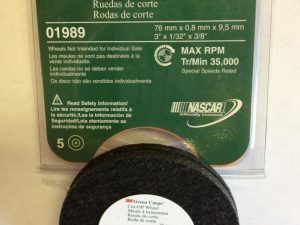 Ruedas de corte
Rodas de corte
01989
76 mm x 0,8 mm x 9,5 mm
3" x 1/32" x 3/8"
Wheels Not Intended for Individual Sale
Les meules ne sont pas destinées à la
vente individuelle.
Las ruedas no se deben vender
individualmente.
Os disco não são vendidos individualmente
MAX RPM
Tr/Min 35,000
Special Speeds Rated
Read Safety Information/
Lire les renseignements relatifs à
la sécurité/Lea la Información de
Seguridad/Leia atentamente as
instruções de segurança
NASCAR
Officially Licensed
5
3M Green Corps
Cut-Off Wheel
Meule à tronçonner
Rueda de corte
Roda de corte